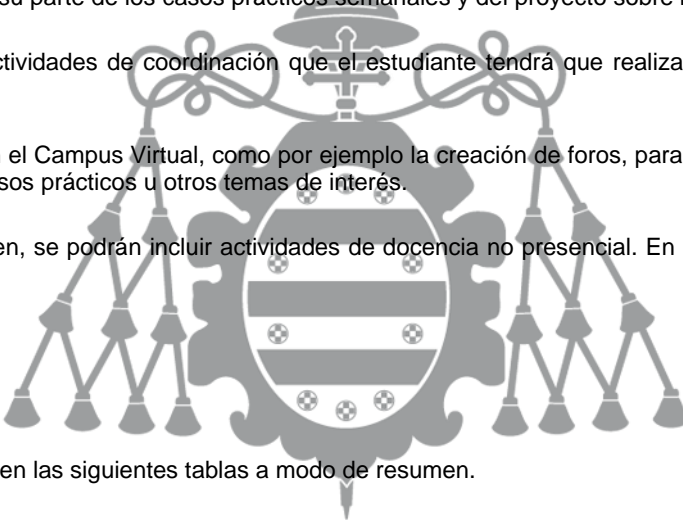 su parte de los casos prácticos semanales y del proyecto sobre
ctividades de coordinación que el estudiante tendrá que realiza
el Campus Virtual, como por ejemplo la creación de foros, para
sos prácticos u otros temas de interés.
en, se podrán incluir actividades de docencia no presencial. En
en las siguientes tablas a modo de resumen.